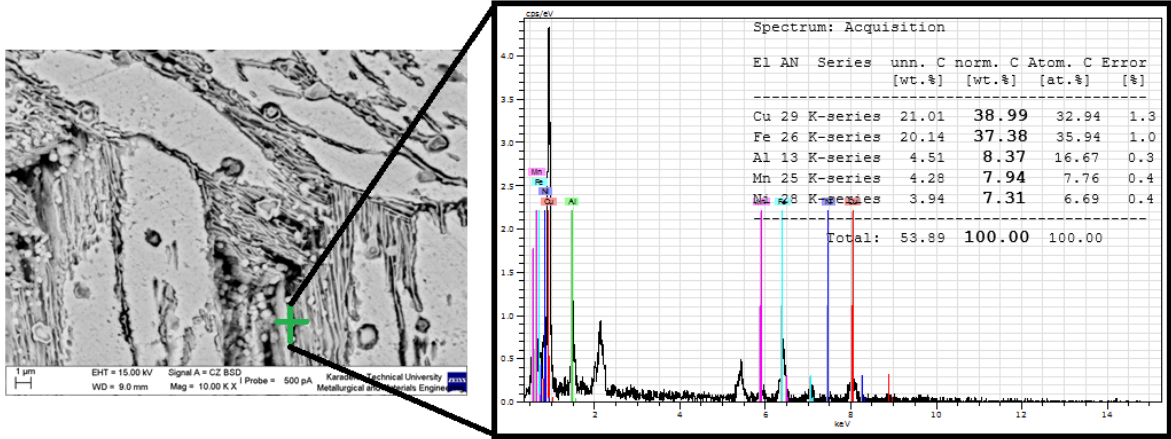 1 µm
EHT = 15.00 kV
Signal A = CZ BSD
WD = 9.0 mm
Mag = 10.00 K X
I Probe = 500 pA
Technical University
Metallurgical and
ZEISS
cps/eV
Spectrum: Acquisition
El AN Series unn. C norm. C Atom. C Error
[wt.%] [wt.%] [at.%] [%]
Cu 29 K-series 21.01 38.99 32.94 1.3
Fe 26 K-series 20.14 37.38 35.94 1.0
Al 13 K-series 4.51 8.37 16.67 0.3
Mn 25 K-series 4.28 7.94 7.76 0.4
Ni 28 K-series 3.94 7.31 6.69 0.4
Total: 53.89 100.00 100.00
4.0
3.5
3.0
2.5
2.0
1.5
1.0
0.5
0.0
Mn
Fe
Ni
Cu
Al
2 4 6 8 10 12 14
keV